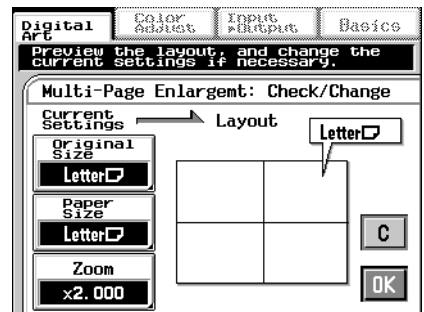 Digital Art
Color Adjust
Input ▸Output
Basics
Preview the layout, and change the
current settings if necessary.
Multi-Page Enlargemt: Check/Change
Current
Settings
Layout
Letter
Original
Size
Letter
Paper
Size
Letter
C
Zoom
x2.000
OK